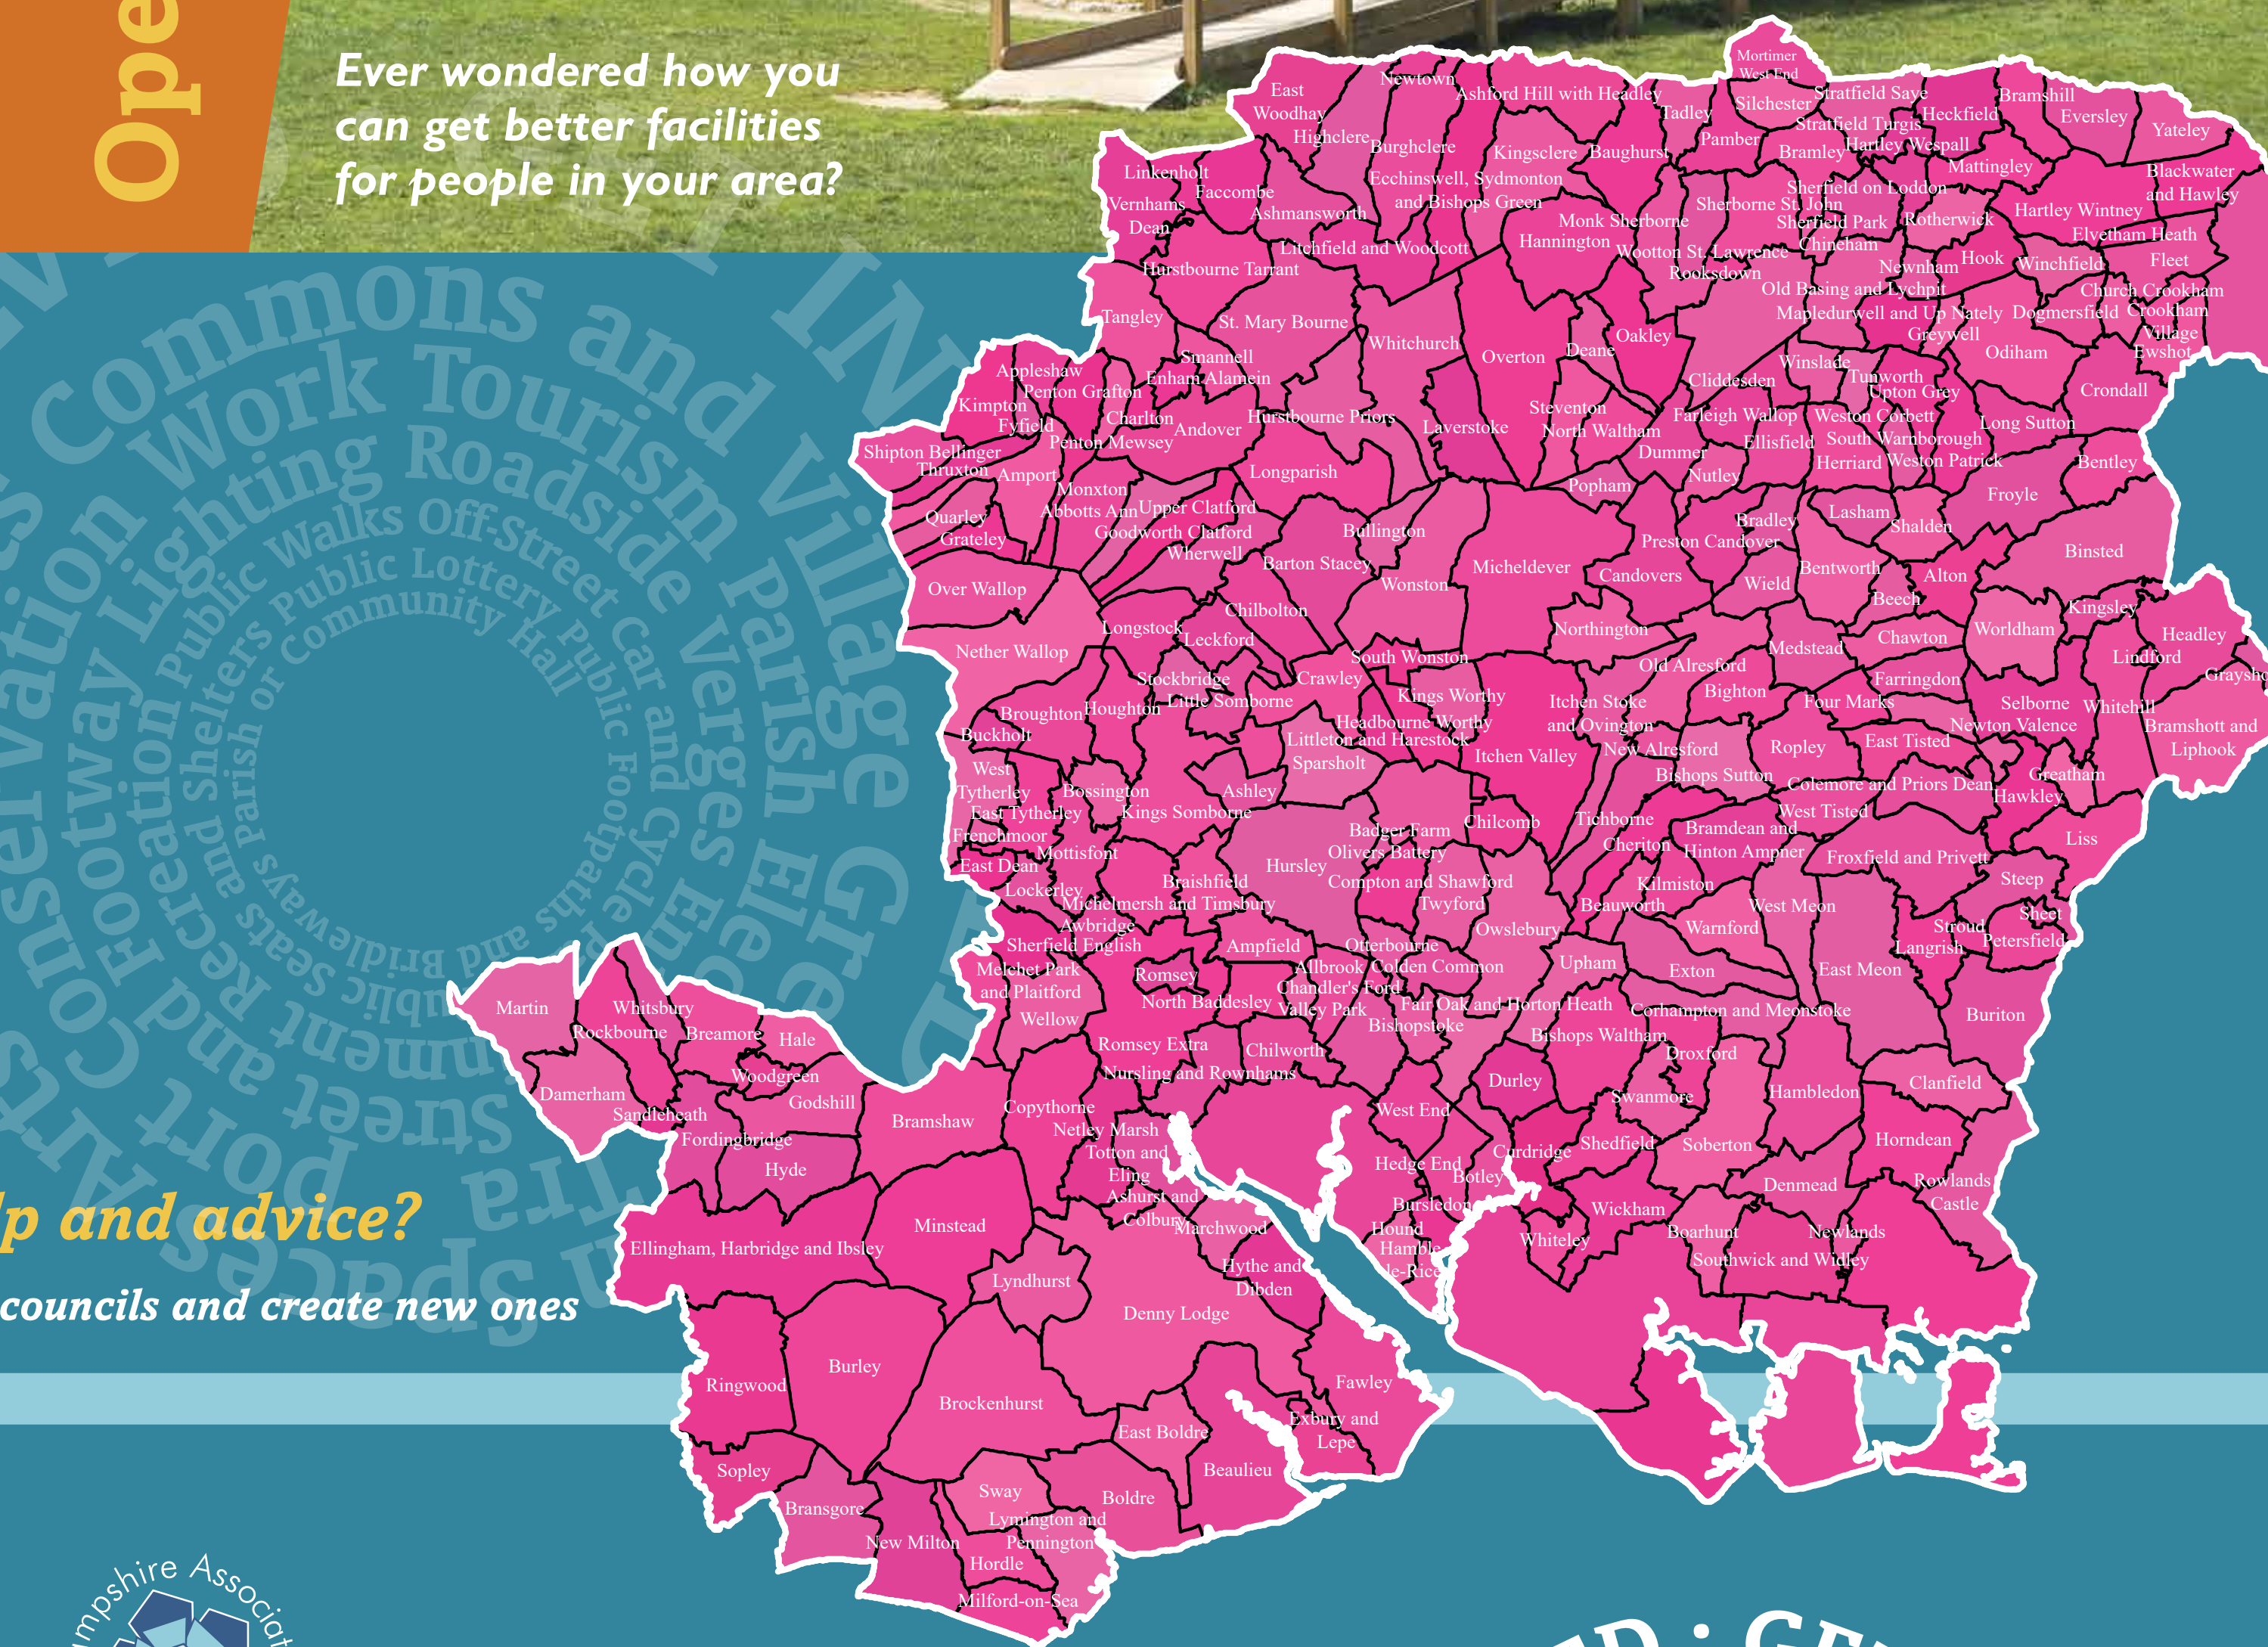 Ope
Ever wondered how you
can get better facilities
for people in your area?
Commons and Village Gre
Work Tourism Parish Ele
Lighting Roadside Verges Ene
Public Walks Off-Street Car and Cycle P
Shelters Public Lottery Public Footpaths and Bridleways
Parish or Community Hall
Public Seats and Shelters
Footway
Recreation
p and advice?
councils and create new ones
mpshire Associat
Mortimer
West End
East
Woodhay
Newtown
Ashford Hill with Headley
Highclere
Burghclere
Kingsclere
Baughurst
Tadley
Silchester
Pamber
Stratfield Save
Stratfield Turgis
Heckfield
Bramshill
Eversley
Yateley
Bramley
Hartley Wespall
Mattingley
Blackwater
and Hawley
Linkenholt
Faccombe
Vernhams
Dean
Ashmansworth
Ecchinswell, Sydmonton
and Bishops Green
Litchfield and Woodcott
Hannington
Monk Sherborne
Sherborne St. John
Sherfield on Loddon
Sherfield Park
Chineham
Rotherwick
Hartley Wintney
Elvetham Heath
Wootton St. Lawrence
Rooksdown
Newnham
Hook
Winchfield
Fleet
Old Basing and Lychpit
Church Crookham
Mapledurwell and Up Nately
Dogmersfield
Crookham
Village
Greywell
Ewshot
Hurstbourne Tarrant
Tangley
St. Mary Bourne
Whitchurch
Overton
Deane
Oakley
Odiham
Winslade
Tunworth
Upton Grey
Crondall
Cliddesden
Smannell
Enham Alamein
Appleshaw
Penton Grafton
Kimpton
Fyfield
Charlton
Penton Mewsey
Andover
Hurstbourne Priors
Laverstoke
Steventon
North Waltham
Farleigh Wallop
Weston Corbett
Ellisfield
South Warnborough
Long Sutton
Dummer
Herriard
Weston Patrick
Bentley
Nutley
Popham
Froyle
Shipton Bellinger
Thruxton
Amport
Monxton
Abbotts Ann
Upper Clatford
Goodworth Clatford
Wherwell
Longparish
Quarley
Grateley
Bullington
Barton Stacey
Wonston
Micheldever
Bradley
Preston Candover
Lasham
Shalden
Binsted
Candovers
Wield
Bentworth
Alton
Beech
Over Wallop
Chilbolton
Longstock
Leckford
Northington
Medstead
Chawton
Worldham
Kingsley
Headley
Lindford
Nether Wallop
Stockbridge
Little Somborne
Crawley
South Wonston
Kings Worthy
Old Alresford
Bighton
Farringdon
Four Marks
Selborne
Newton Valence
Whitehill
Bramshott and
Liphook
Broughton
Houghton
Buckholt
Headbourne Worthy
Littleton and Harestock
Sparsholt
Itchen Stoke
and Ovington
Itchen Valley
New Alresford
Bishops Sutton
Ropley
East Tisted
Colemore and Priors Dean
Greatham
Hawkley
West
Tytherley
East Tytherley
Frenchmoor
Bossington
Ashley
Kings Somborne
East Dean
Mottisfont
Lockerley
Chilcomb
Tichborne
Cheriton
Bramdean and
Hinton Ampner
West Tisted
Liss
Badger Farm
Olivers Battery
Hursley
Compton and Shawford
Twyford
Froxfield and Privett
Steep
Braishfield
Michelmersh and Timsbury
Awbridge
Sherfield English
Kilmiston
Beauworth
West Meon
Warnford
Stroud
Sheet
Langrish
Petersfield
Ampfield
Otterbourne
Owslebury
Melchet Park
and Plaitford
Romsey
Allbrook
Colden Common
Chandler's Ford
Upham
Exton
East Meon
North Baddesley
Valley Park
Fair Oak and Horton Heath
Bishopstoke
Corhampton and Meonstoke
Buriton
Wellow
Romsey Extra
Chilworth
Bishops Waltham
Droxford
Nursling and Rownhams
Durley
Swanmore
Hambledon
Clanfield
Martin
Whitsbury
Rockbourne
Breamore
Hale
Woodgreen
Damerham
Godshill
Sandleheath
Fordingbridge
Hyde
Bramshaw
Copythorne
Netley Marsh
Totton and
Eling
West End
Curdridge
Shedfield
Soberton
Horndean
Hedge End
Botley
Bursledon
Denmead
Rowlands
Castle
Ashurst and
Colbury
Marchwood
Hound
Hamble
le-Rice
Wickham
Whiteley
Boarhunt
Newlands
Southwick and Widley
Ellingham, Harbridge and Ibsley
Minstead
Lyndhurst
Hythe and
Dibden
Denny Lodge
Ringwood
Burley
Brockenhurst
Fawley
East Boldre
Exbury and
Lepe
Sopley
Beaulieu
Sway
Boldre
Bransgore
Lymington and
Pennington
New Milton
Hordle
Milford-on-Sea